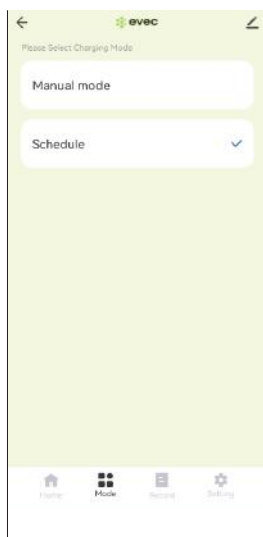 evec
Please Select Charging Mode
Manual mode
Schedule
Home Mode Record Setting